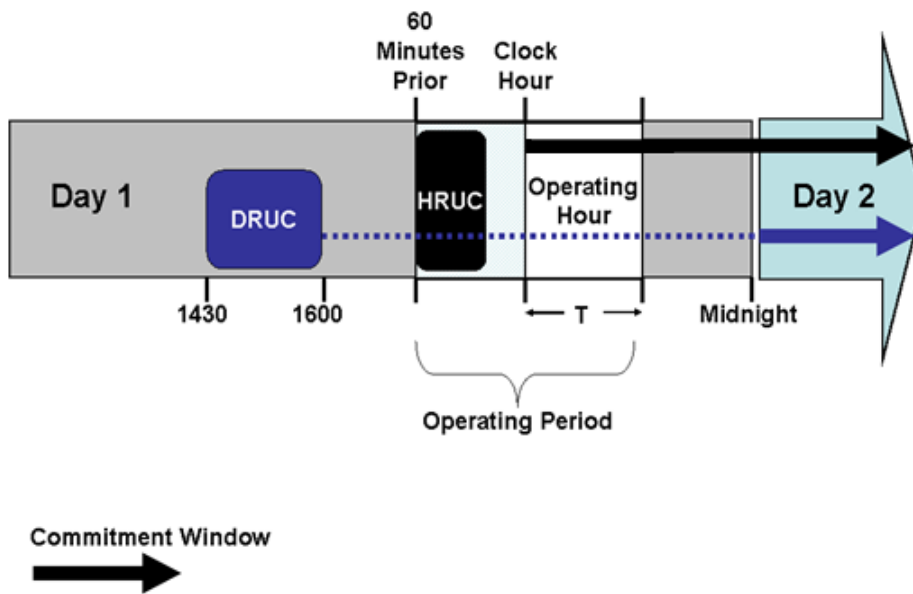 60
Minutes
Prior
Clock
Hour
Day 1
DRUC
HRUC
Operating
Hour
Day 2
1430
1600
T
Midnight
Operating Period
Commitment Window